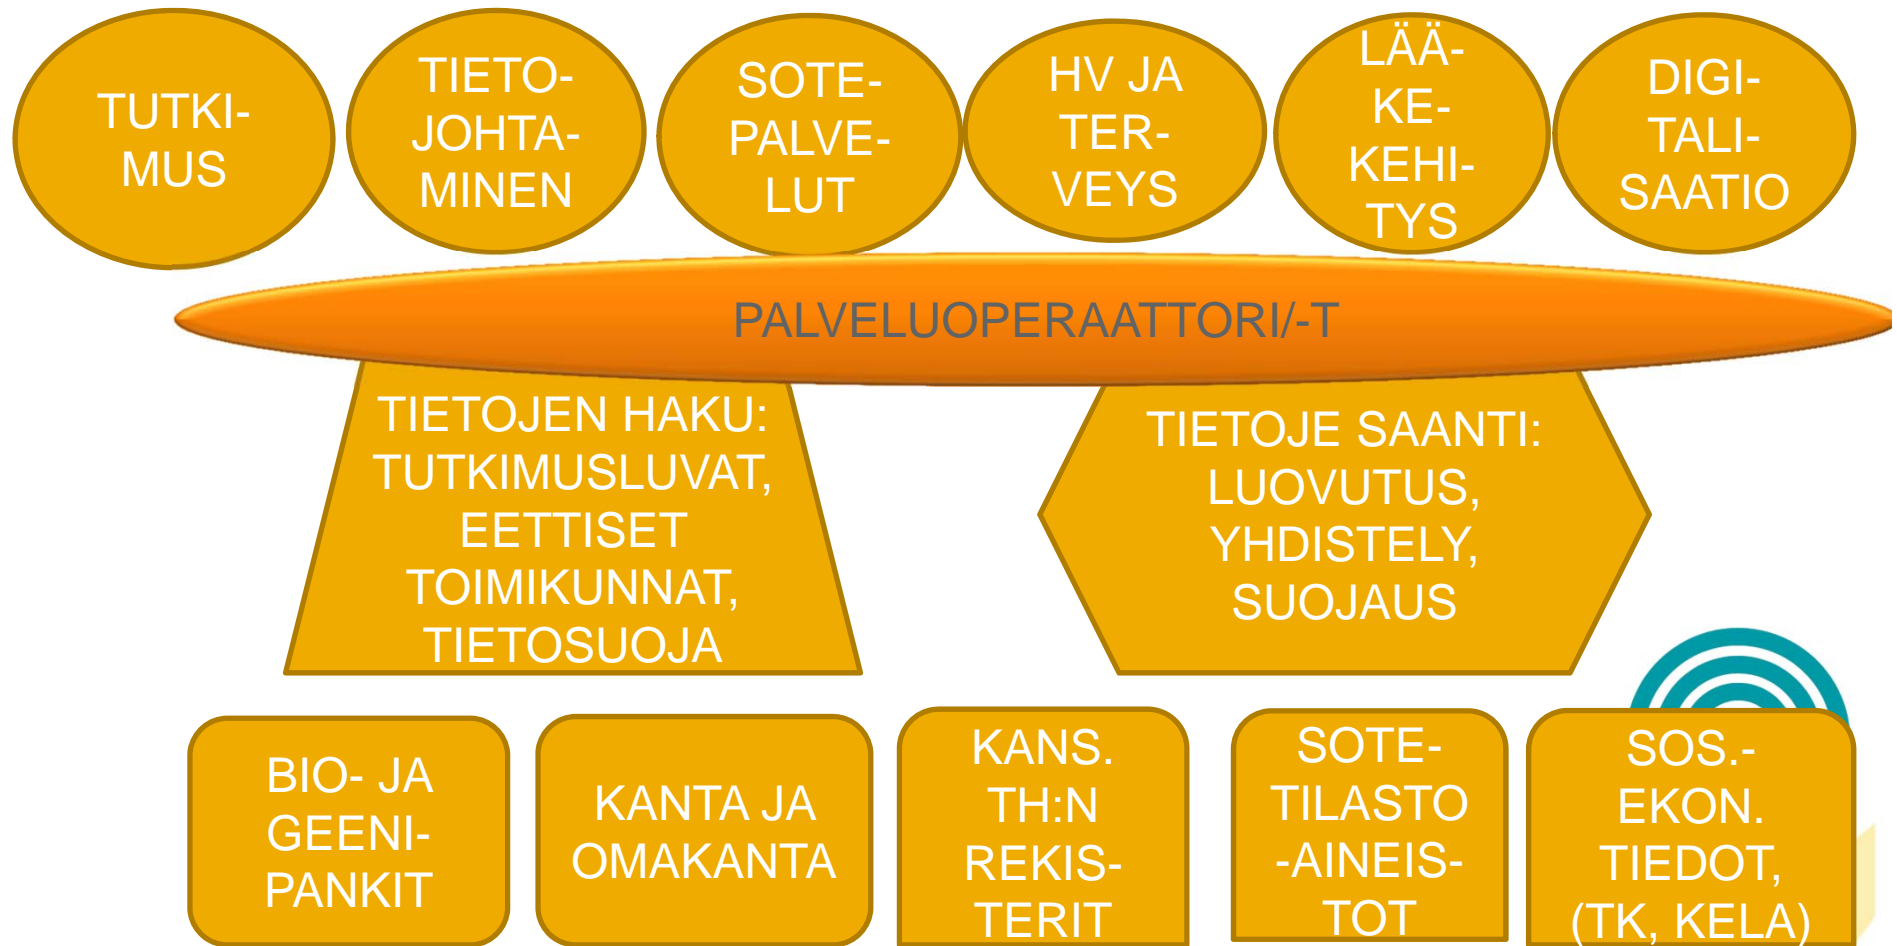 TUTKI-
MUS
TIETO-
JOHTA-
MINEN
SOTE-
PALVE-
LUT
HV JA
TER-
VEYS
LÄÄ-
KE-
KEHI-
TYS
DIGI-
TALI-
SAATIO
PALVELUOPERAATTORI/-T
TIETOJEN HAKU:
TUTKIMUSLUVAT,
EETTISET
TOIMIKUNNAT,
TIETOSUOJA
TIETOJE SAANTI:
LUOVUTUS,
YHDISTELY,
SUOJAUS
BIO- JA
GEENI-
PANKIT
KANTA JA
OMAKANTA
KANS.
TH:N
REKIS-
TERIT
SOTE-
TILASTO
-AINEIS-
TOT
SOS.-
EKON.
TIEDOT,
(TK, KELA)